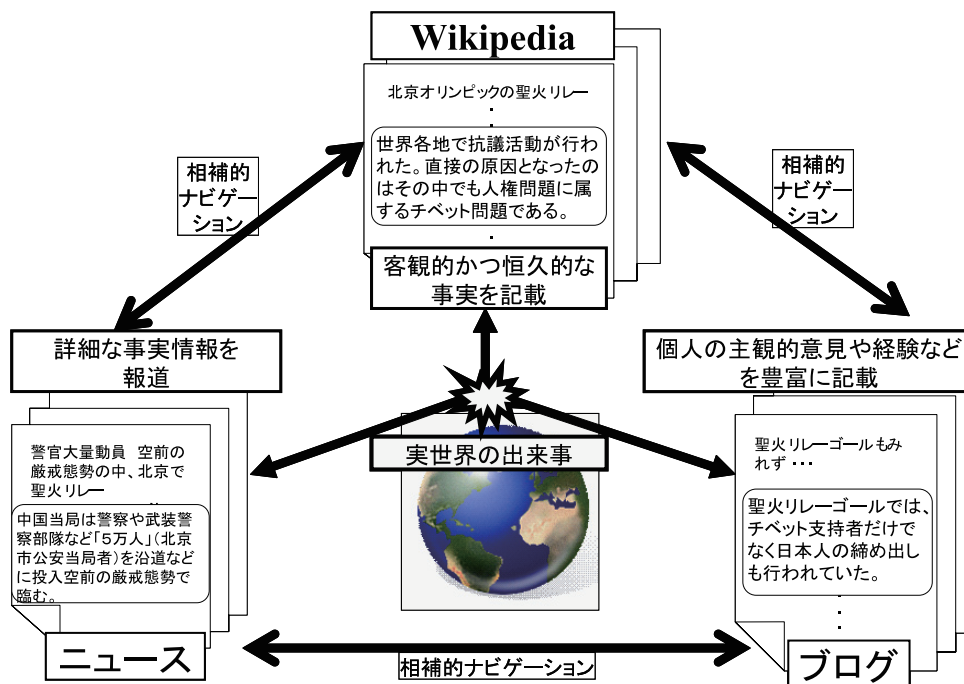 Wikipedia
北京オリンピックの聖火リレー
世界各地で抗議活動が行わ
れた。直接の原因となったの
はその中でも人権問題に属
するチベット問題である。
客観的かつ恒久的な
事実を記載
相補的
ナビゲー
ション
相補的
ナビゲー
ション
詳細な事実情報を
報道
個人の主観的意見や経験など
を豊富に記載
実世界の出来事
警官大量動員 空前の
厳戒態勢の中、北京で
聖火リレー
中国当局は警察や武装警
察部隊など「5万人」(北京
市公安当局者)を沿道など
に投入空前の厳戒態勢で
臨む。
ニュース
聖火リレーゴールもみ
れず ・・・
聖火リレーゴールでは、
チベット支持者だけで
なく日本人の締め出し
も行われていた。
ブログ
相補的ナビゲーション